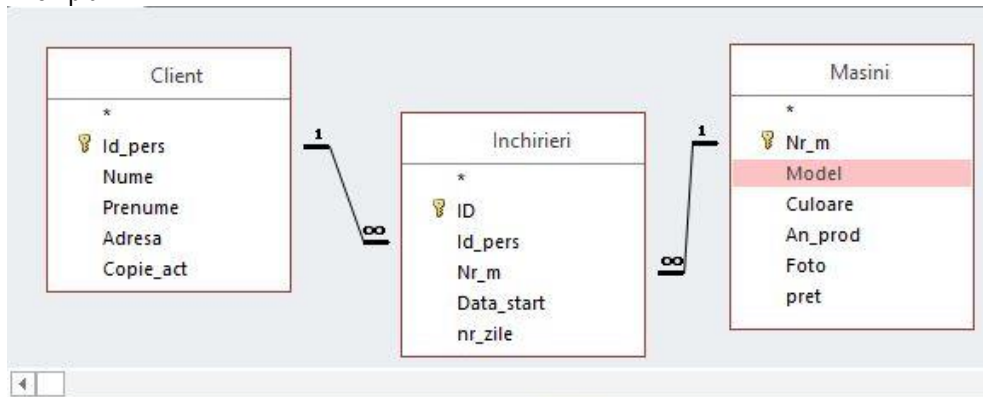 Client
*
Id_pers
Nume
Prenume
Adresa
Copie_act
1
∞
Inchirieri
*
ID
Id_pers
Nr_m
Data_start
nr_zile
1
∞
Masini
*
Nr_m
Model
Culoare
An_prod
Foto
pret